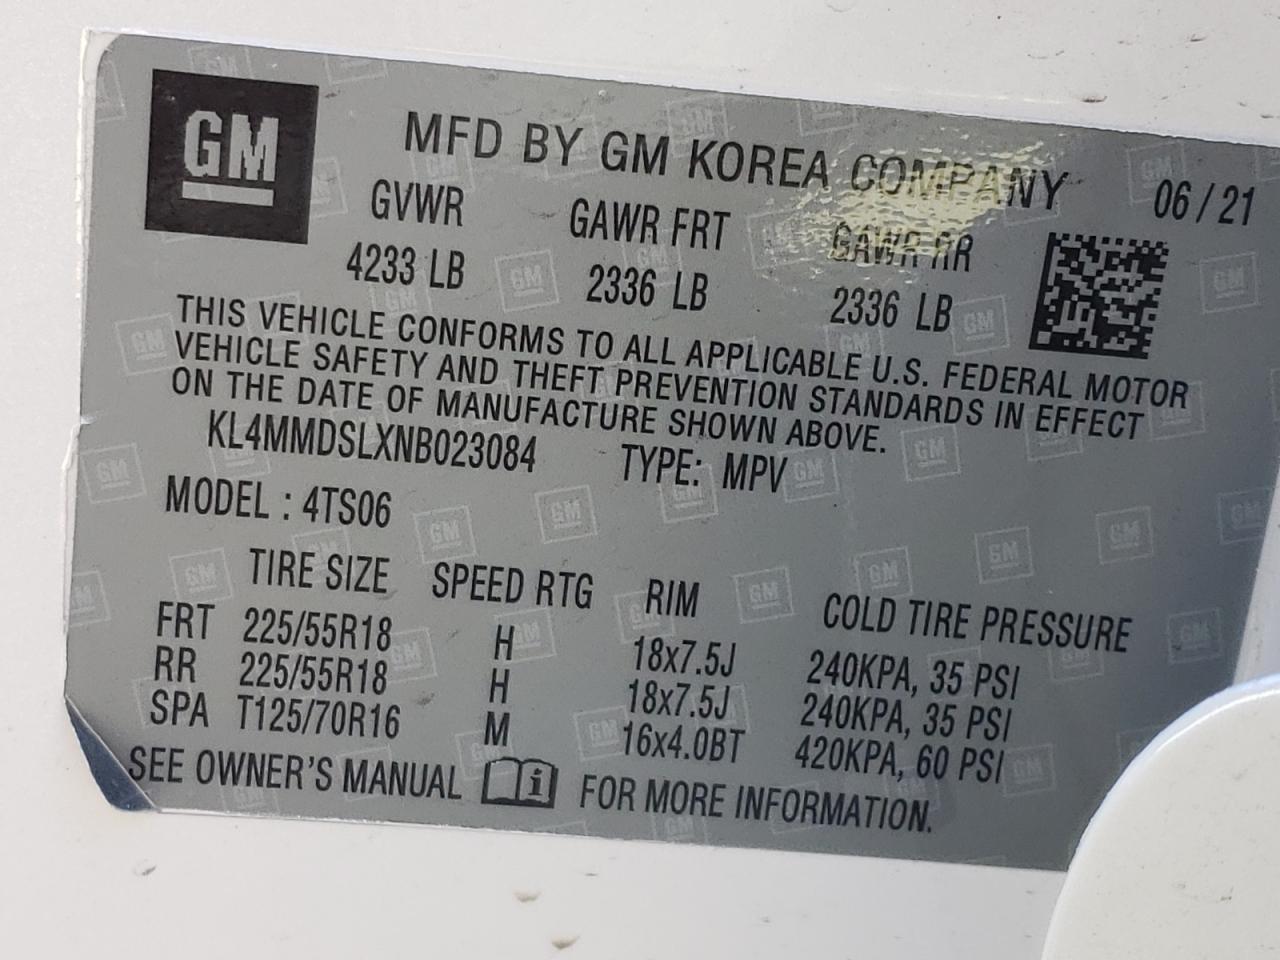 GM
MFD BY GM KOREA COMPANY 06 / 21
GVWR GAWR FRT GAWR RR
4233 LB 2336 LB 2336 LB
THIS VEHICLE CONFORMS TO ALL APPLICABLE U.S. FEDERAL MOTOR
VEHICLE SAFETY AND THEFT PREVENTION STANDARDS IN EFFECT
ON THE DATE OF MANUFACTURE SHOWN ABOVE.
KL4MMDSLXNB023084 TYPE: MPV
MODEL : 4TS06
TIRE SIZE SPEED RTG RIM COLD TIRE PRESSURE
FRT 225/55R18 H 18x7.5J 240KPA, 35 PSI
RR 225/55R18 H 18x7.5J 240KPA, 35 PSI
SPA T125/70R16 M 16x4.0BT 420KPA, 60 PSI
SEE OWNER'S MANUAL i FOR MORE INFORMATION.